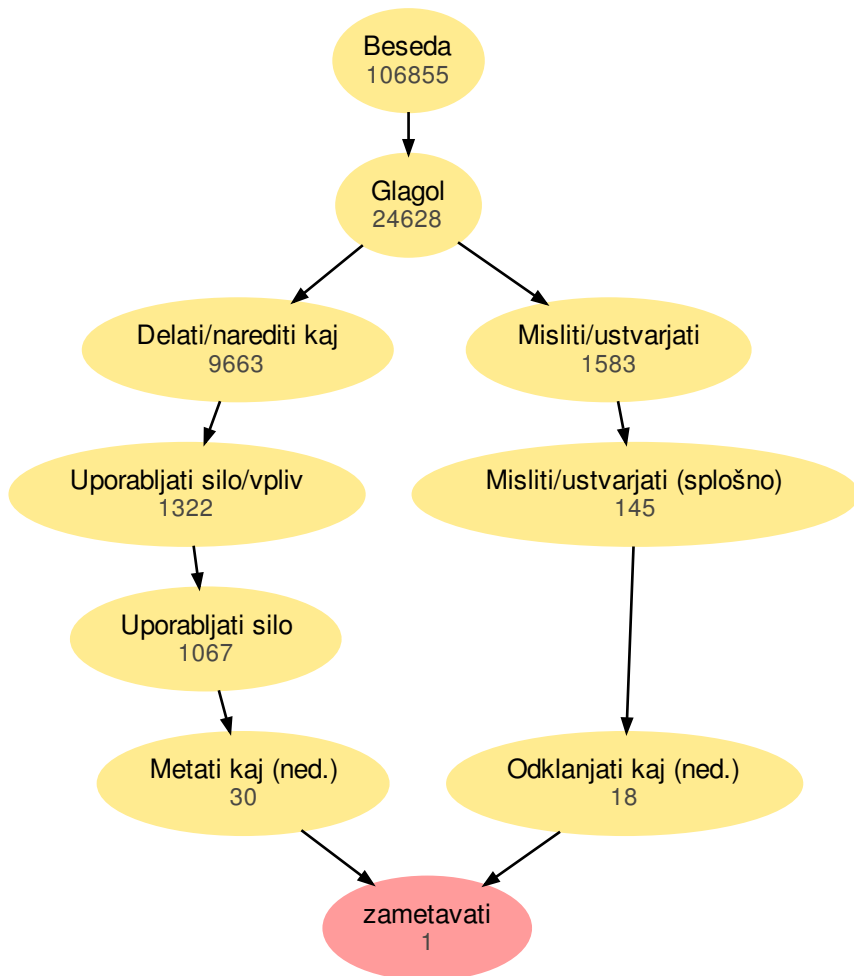 Beseda
106855
Glagol
24628
Delati/narediti kaj
9663
Misliti/ustvarjati
1583
Uporabljati silo/vpliv
1322
Misliti/ustvarjati (splošno)
145
Uporabljati silo
1067
Metati kaj (ned.)
30
Odklanjati kaj (ned.)
18
zametavati
1